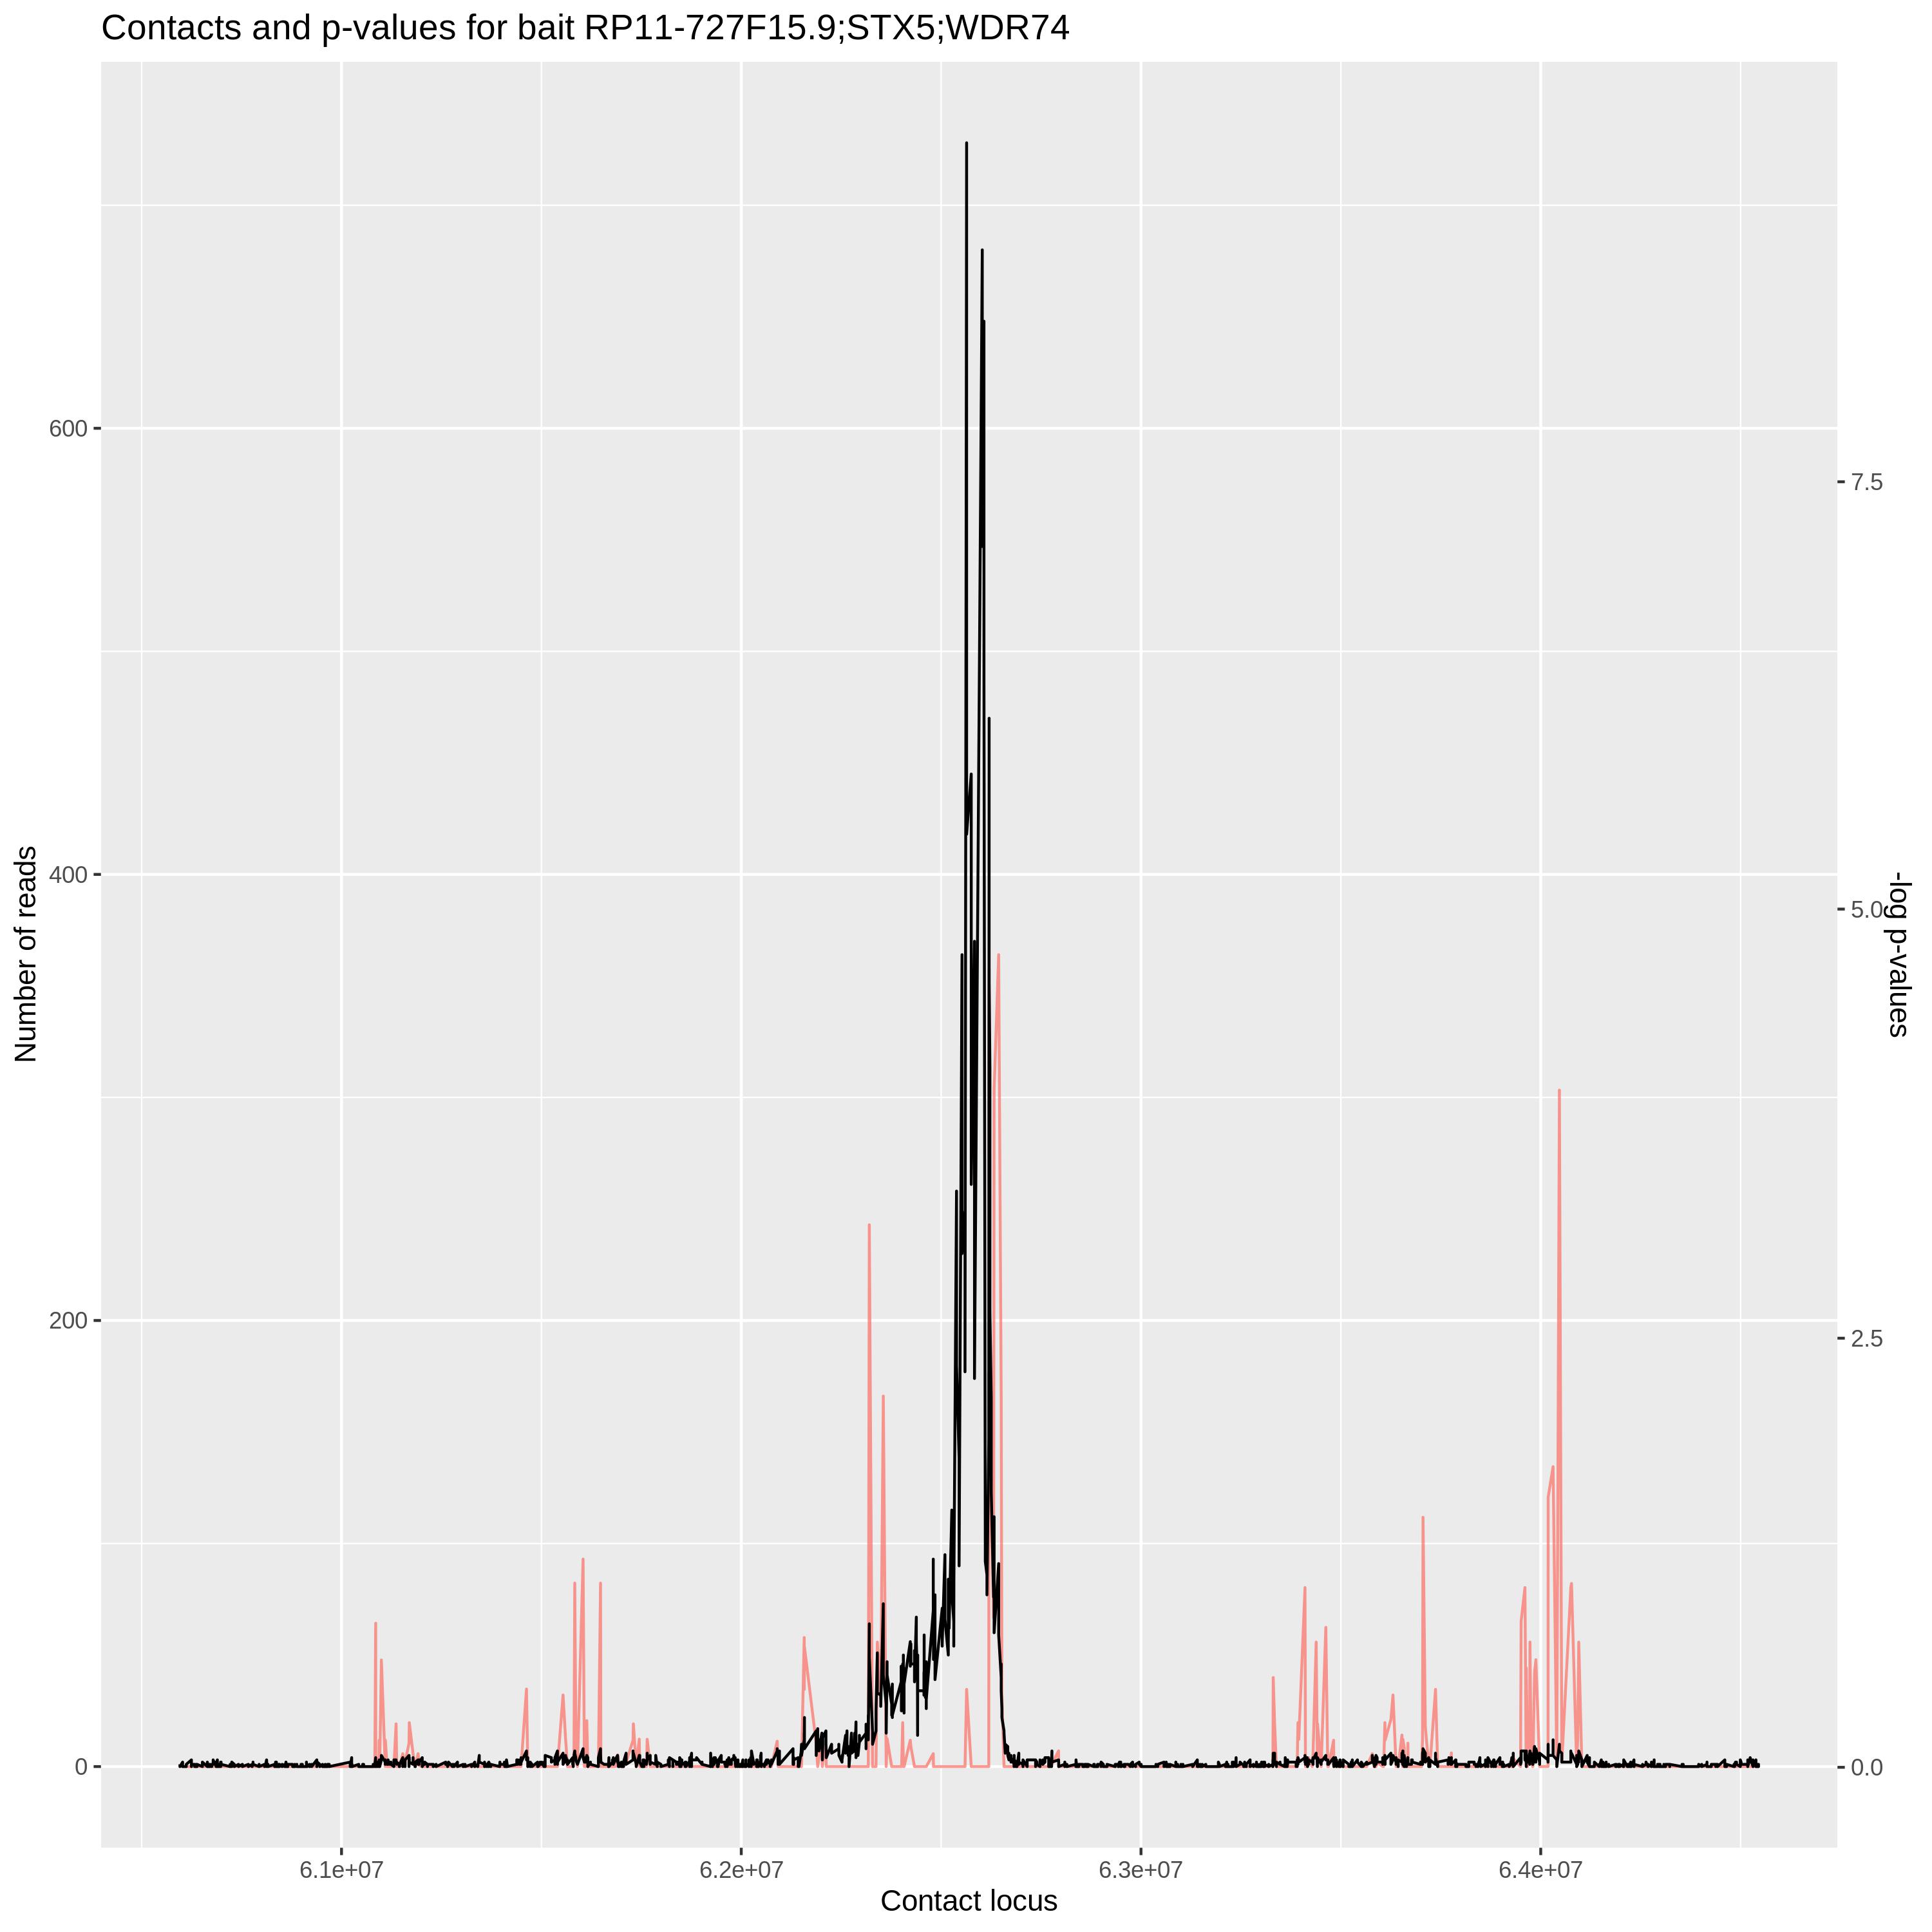 Contacts and p-values for bait RP11-727F15.9;STX5;WDR74
Number of reads
600
400
200
0
7.5
5.0
2.5
0.0
-log p-values
6.1e+07 6.2e+07 6.3e+07 6.4e+07
Contact locus